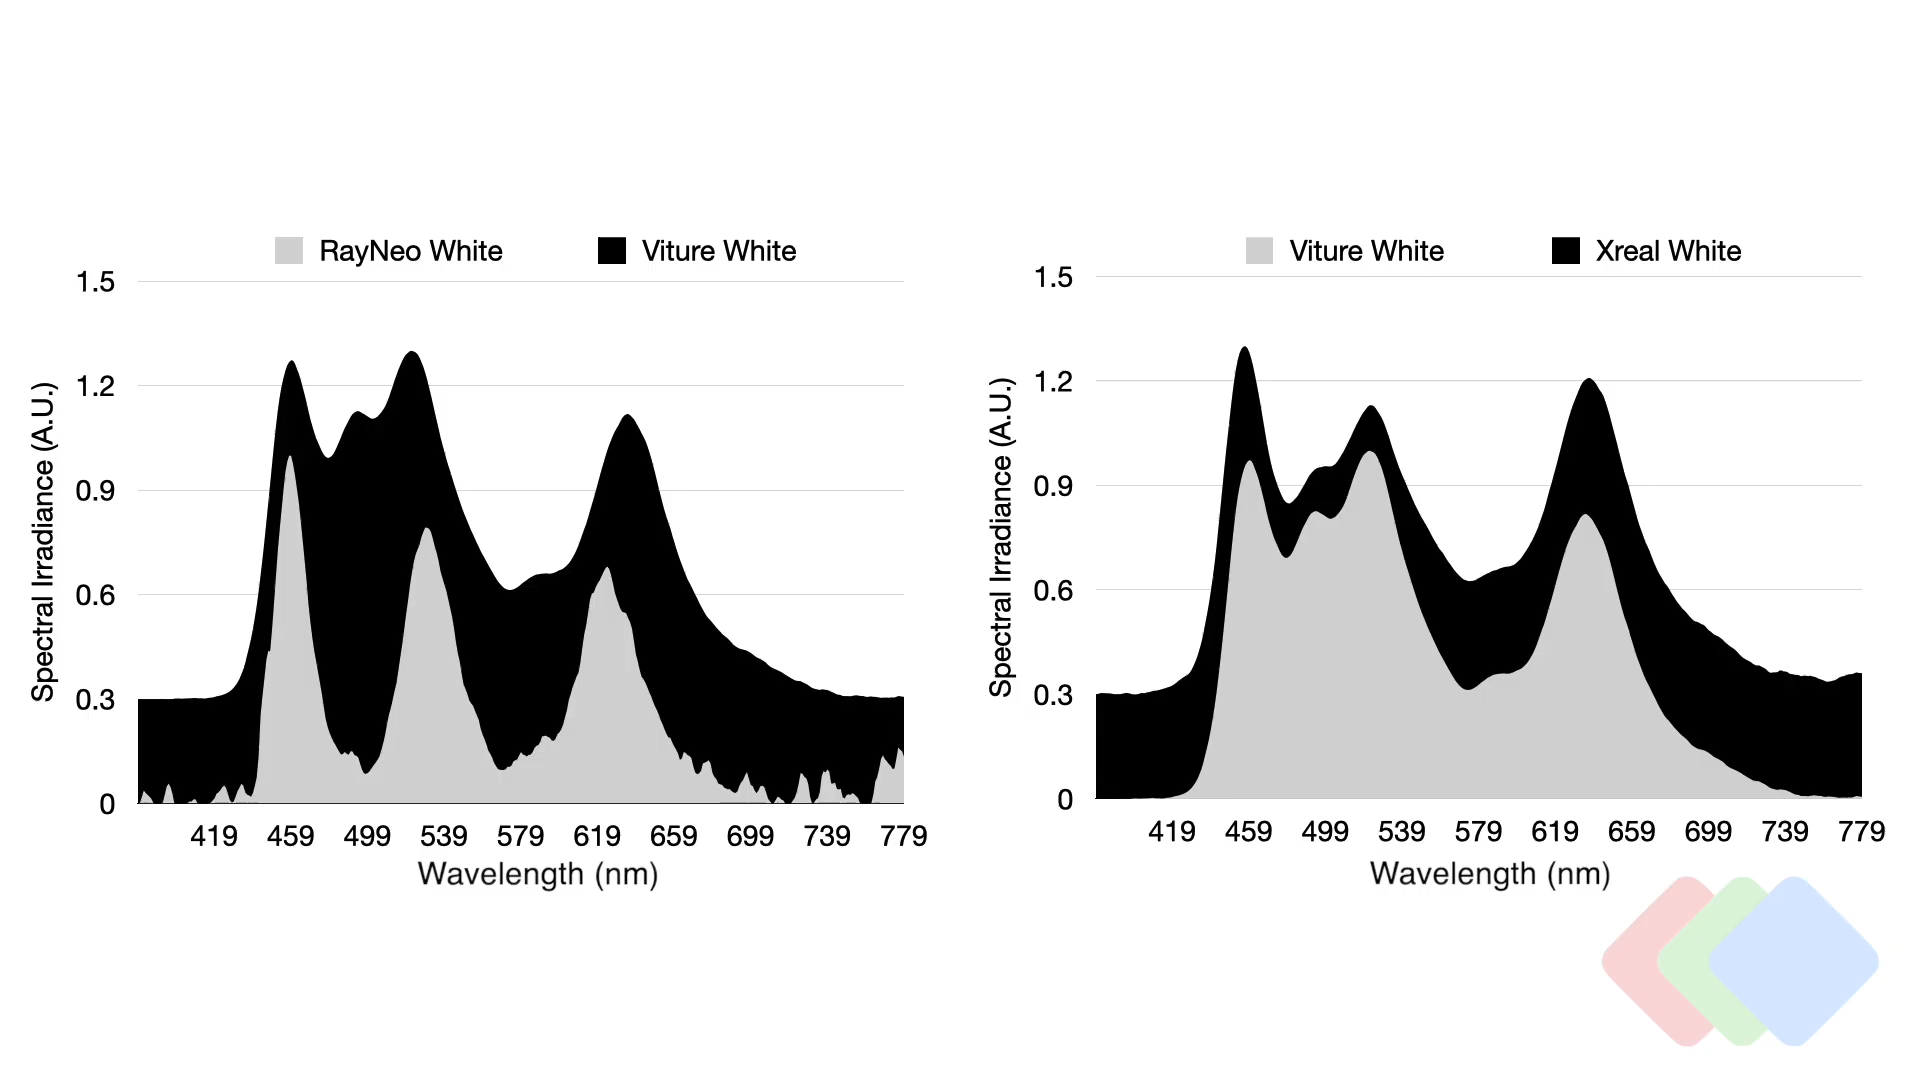 RayNeo White
Viture White
1.5
1.2
0.9
0.6
0.3
0
Spectral Irradiance (A.U.)
419 459 499 539 579 619 659 699 739 779
Wavelength (nm)
Viture White
Xreal White
1.5
1.2
0.9
0.6
0.3
0
Spectral Irradiance (A.U.)
419 459 499 539 579 619 659 699 739 779
Wavelength (nm)